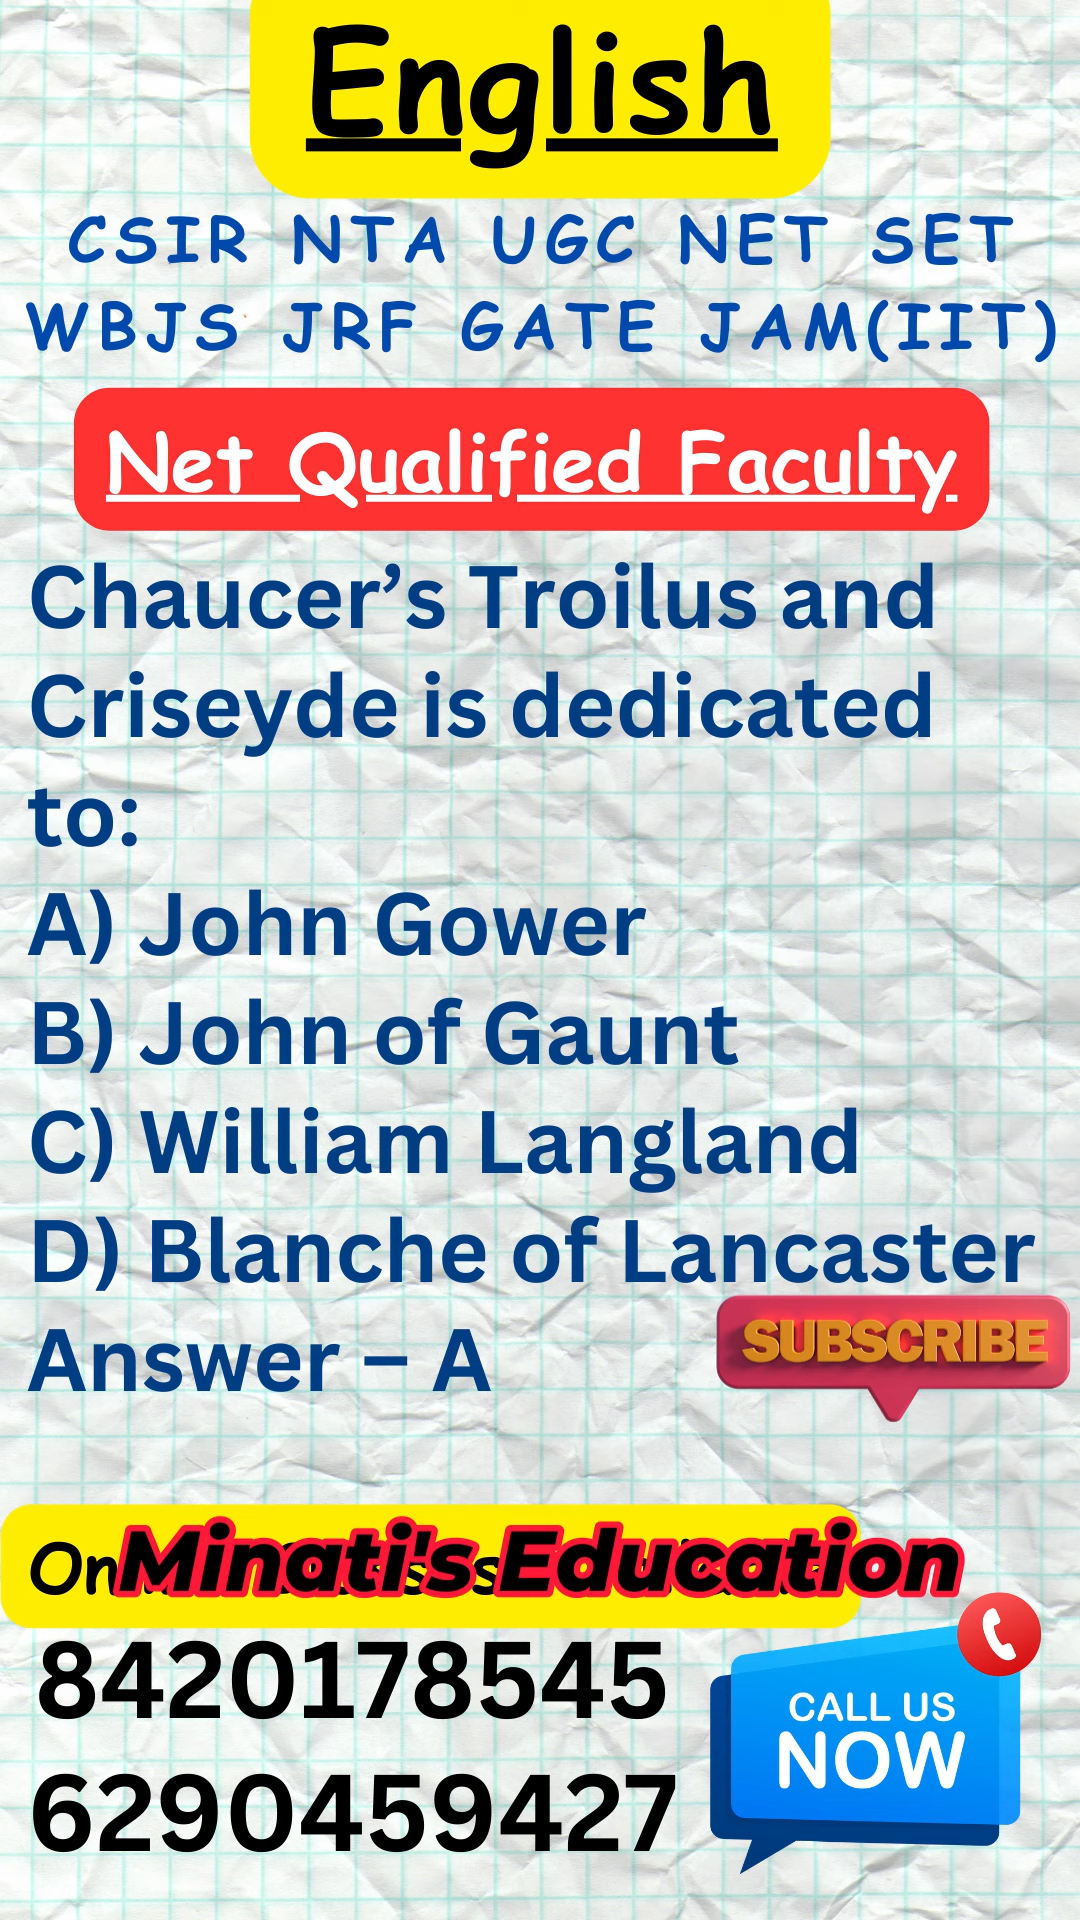 English
CSIR NTA UGC NET SET
WBJS JRF GATE JAM(IIT)
Net Qualified Faculty
Chaucer’s Troilus and
Criseyde is dedicated
to:
A) John Gower
B) John of Gaunt
C) William Langland
D) Blanche of Lancaster
Answer – A
SUBSCRIBE
Minati's Education
8420178545
CALL US
NOW
6290459427